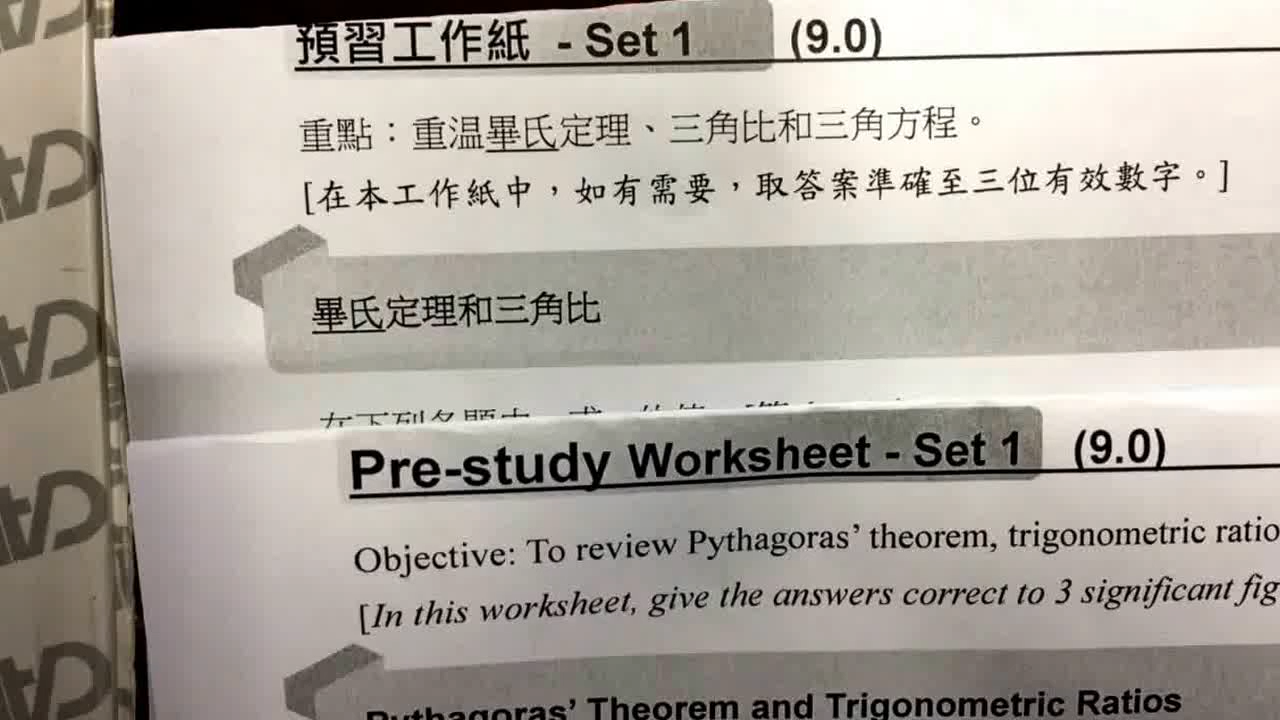 預習工作紙 - Set 1 (9.0)
重點：重温畢氏定理、三角比和三角方程。
[在本工作紙中，如有需要，取答案準確至三位有效數字。]
畢氏定理和三角比
Pre-study Worksheet - Set 1 (9.0)
Objective: To review Pythagoras’ theorem, trigonometric ratio
[In this worksheet, give the answers correct to 3 significant fig
Pythagoras’ Theorem and Trigonometric Ratios